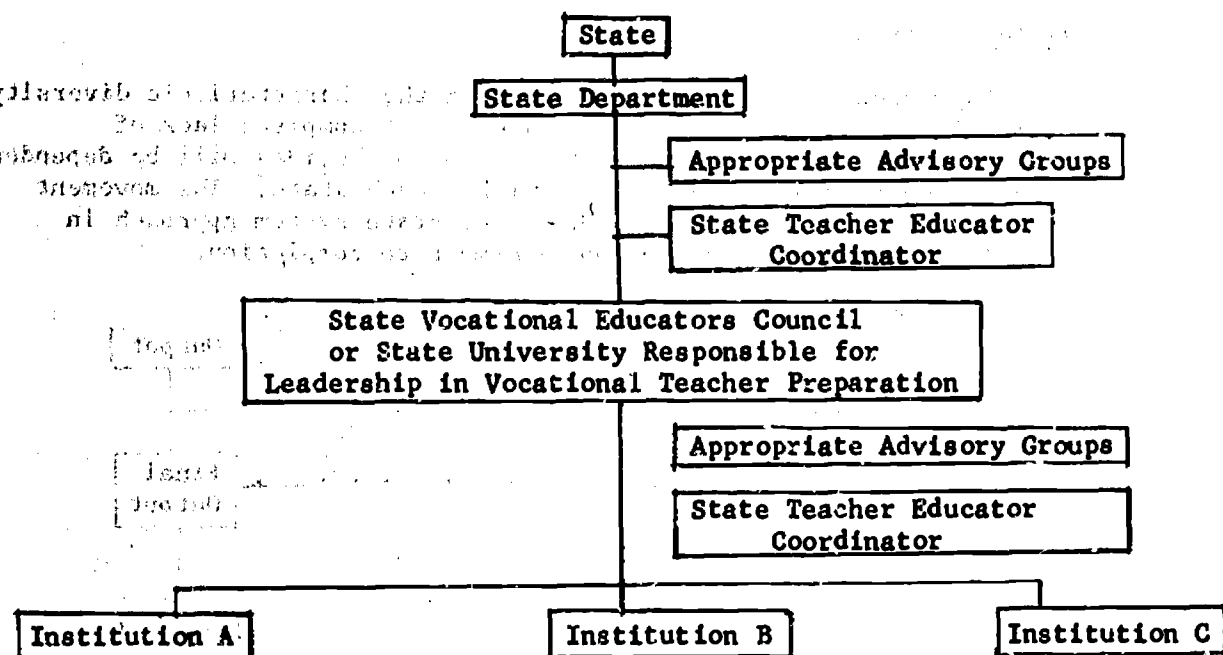 State
State Department
Appropriate Advisory Groups
State Teacher Educator
Coordinator
State Vocational Educators Council
or State University Responsible for
Leadership in Vocational Teacher Preparation
Appropriate Advisory Groups
State Teacher Educator
Coordinator
Institution A
Institution B
Institution C